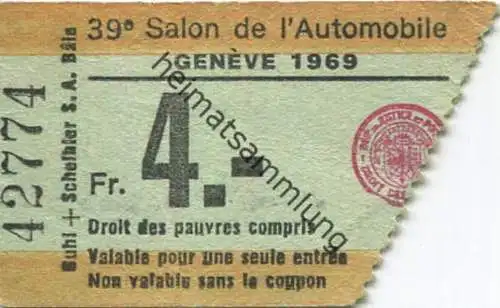 39e Salon de l'Automobile
GENÈVE 1969
Fr. 4.-
Droit des pauvres compris
Valable pour une seule entrée
Non valable sans le coupon
42774
Buhl + Scheibler S.A. Bâle
heimatsammlung